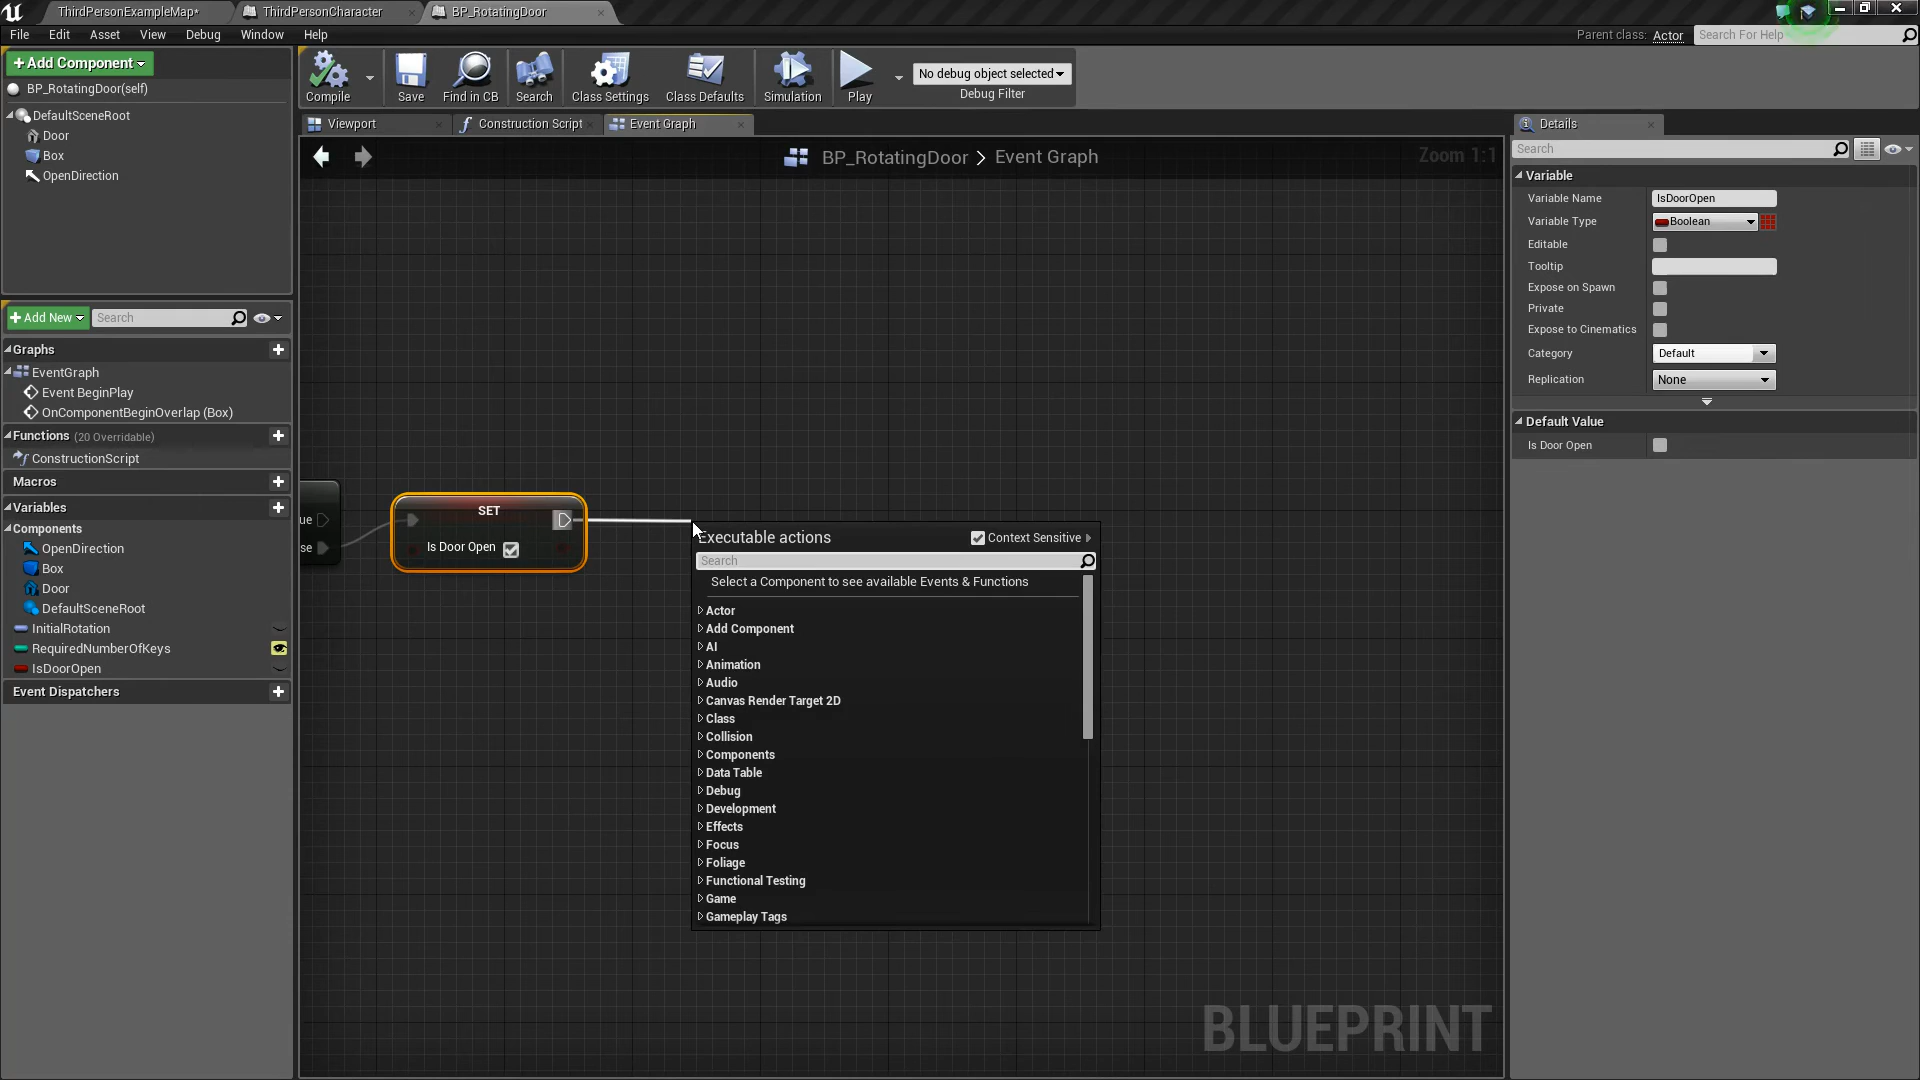 ThirdPersonExampleMap*
ThirdPersonCharacter
BP_RotatingDoor
File Edit Asset View Debug Window Help
Parent class: Actor
Search For Help
Add Component
BP_RotatingDoor(self)
DefaultSceneRoot
Door
Box
OpenDirection
Compile
Save
Find in CB
Search
Class Settings
Class Defaults
Simulation
Play
No debug object selected
Debug Filter
Viewport
Construction Script
Event Graph
BP_RotatingDoor > Event Graph
Zoom 1:1
Add New
Search
Graphs
EventGraph
Event BeginPlay
OnComponentBeginOverlap (Box)
Functions (20 Overridable)
ConstructionScript
Macros
Variables
Components
OpenDirection
Box
Door
DefaultSceneRoot
InitialRotation
RequiredNumberOfKeys
IsDoorOpen
Event Dispatchers
ue
se
SET
Is Door Open
Executable actions
Context Sensitive
Search
Select a Component to see available Events & Functions
Actor
Add Component
AI
Animation
Audio
Canvas Render Target 2D
Class
Collision
Components
Data Table
Debug
Development
Effects
Focus
Foliage
Functional Testing
Game
Gameplay Tags
BLUEPRINT
Details
Search
Variable
Variable Name IsDoorOpen
Variable Type Boolean
Editable
Tooltip
Expose on Spawn
Private
Expose to Cinematics
Category Default
Replication None
Default Value
Is Door Open